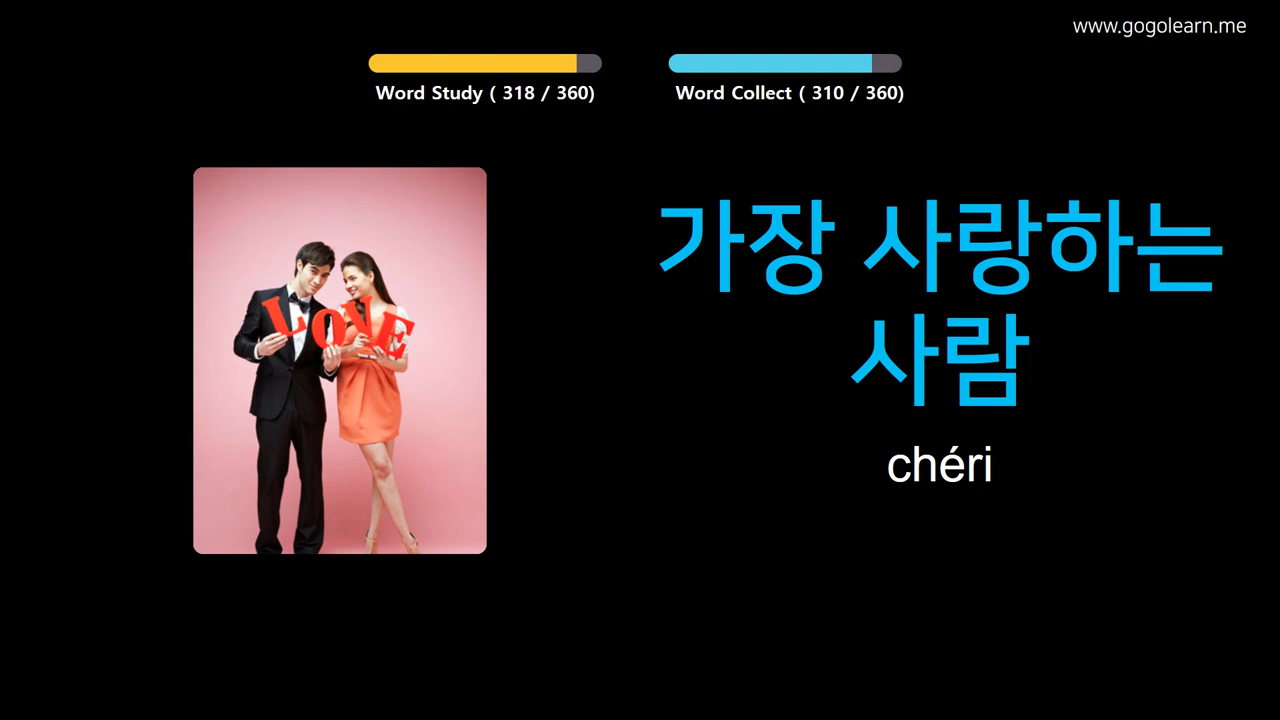 www.gogolearn.me
Word Study ( 318 / 360)
Word Collect ( 310 / 360)
LOVE
가장 사랑하는
사람
chéri